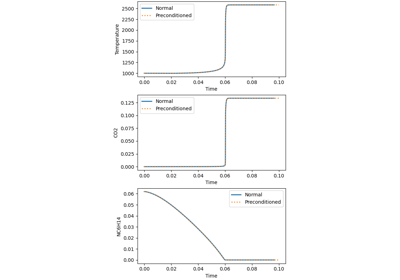 2500
2250
2000
1750
1500
1250
1000
Temperature
Normal
Preconditioned
0.00 0.02 0.04 0.06 0.08 0.10
Time
0.125
0.100
0.075
0.050
0.025
0.000
CO2
Normal
Preconditioned
0.00 0.02 0.04 0.06 0.08 0.10
Time
0.06
0.05
0.04
0.03
0.02
0.01
0.00
NC6H14
Normal
Preconditioned
0.00 0.02 0.04 0.06 0.08 0.10
Time